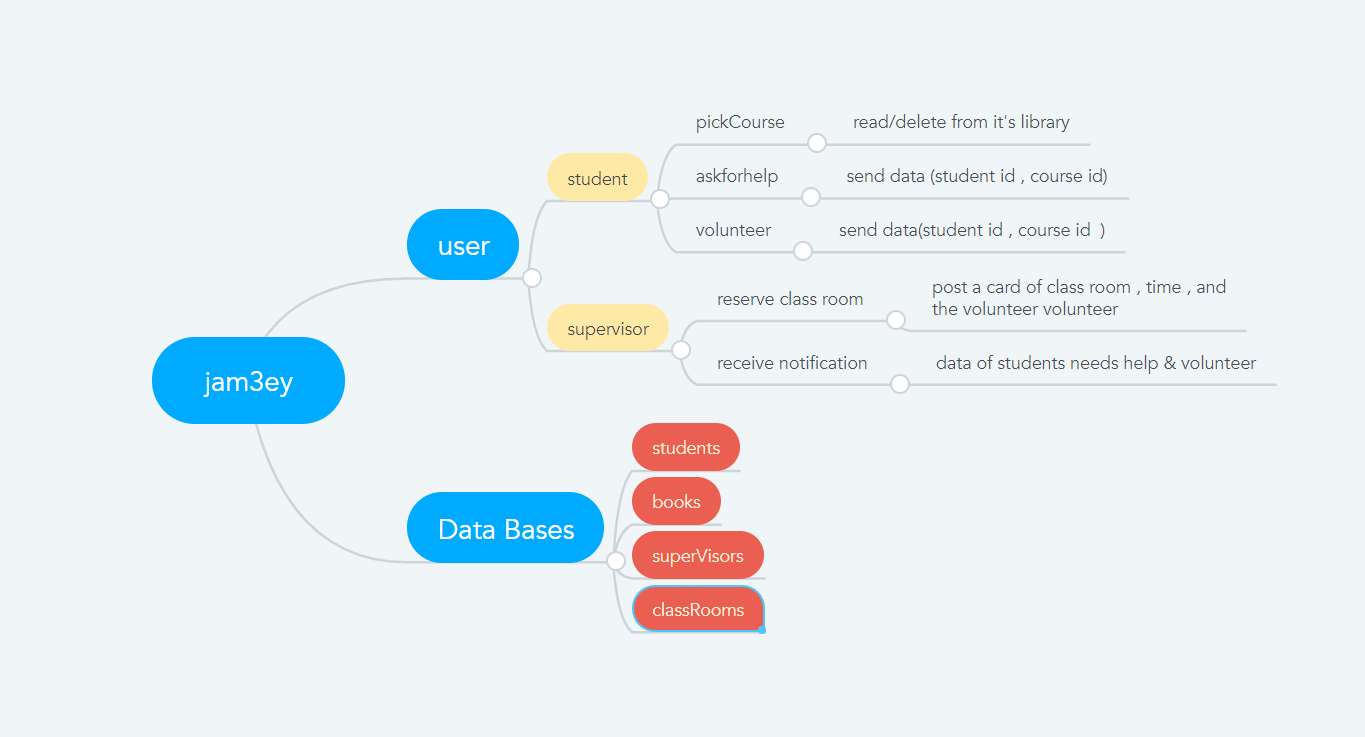 pickCourse
read/delete from it's library
student
askforhelp
send data (student id , course id)
volunteer
send data(student id , course id  )
user
supervisor
reserve class room
post a card of class room , time , and
the volunteer volunteer
receive notification
data of students needs help & volunteer
jam3ey
Data Bases
students
books
superVisors
classRooms